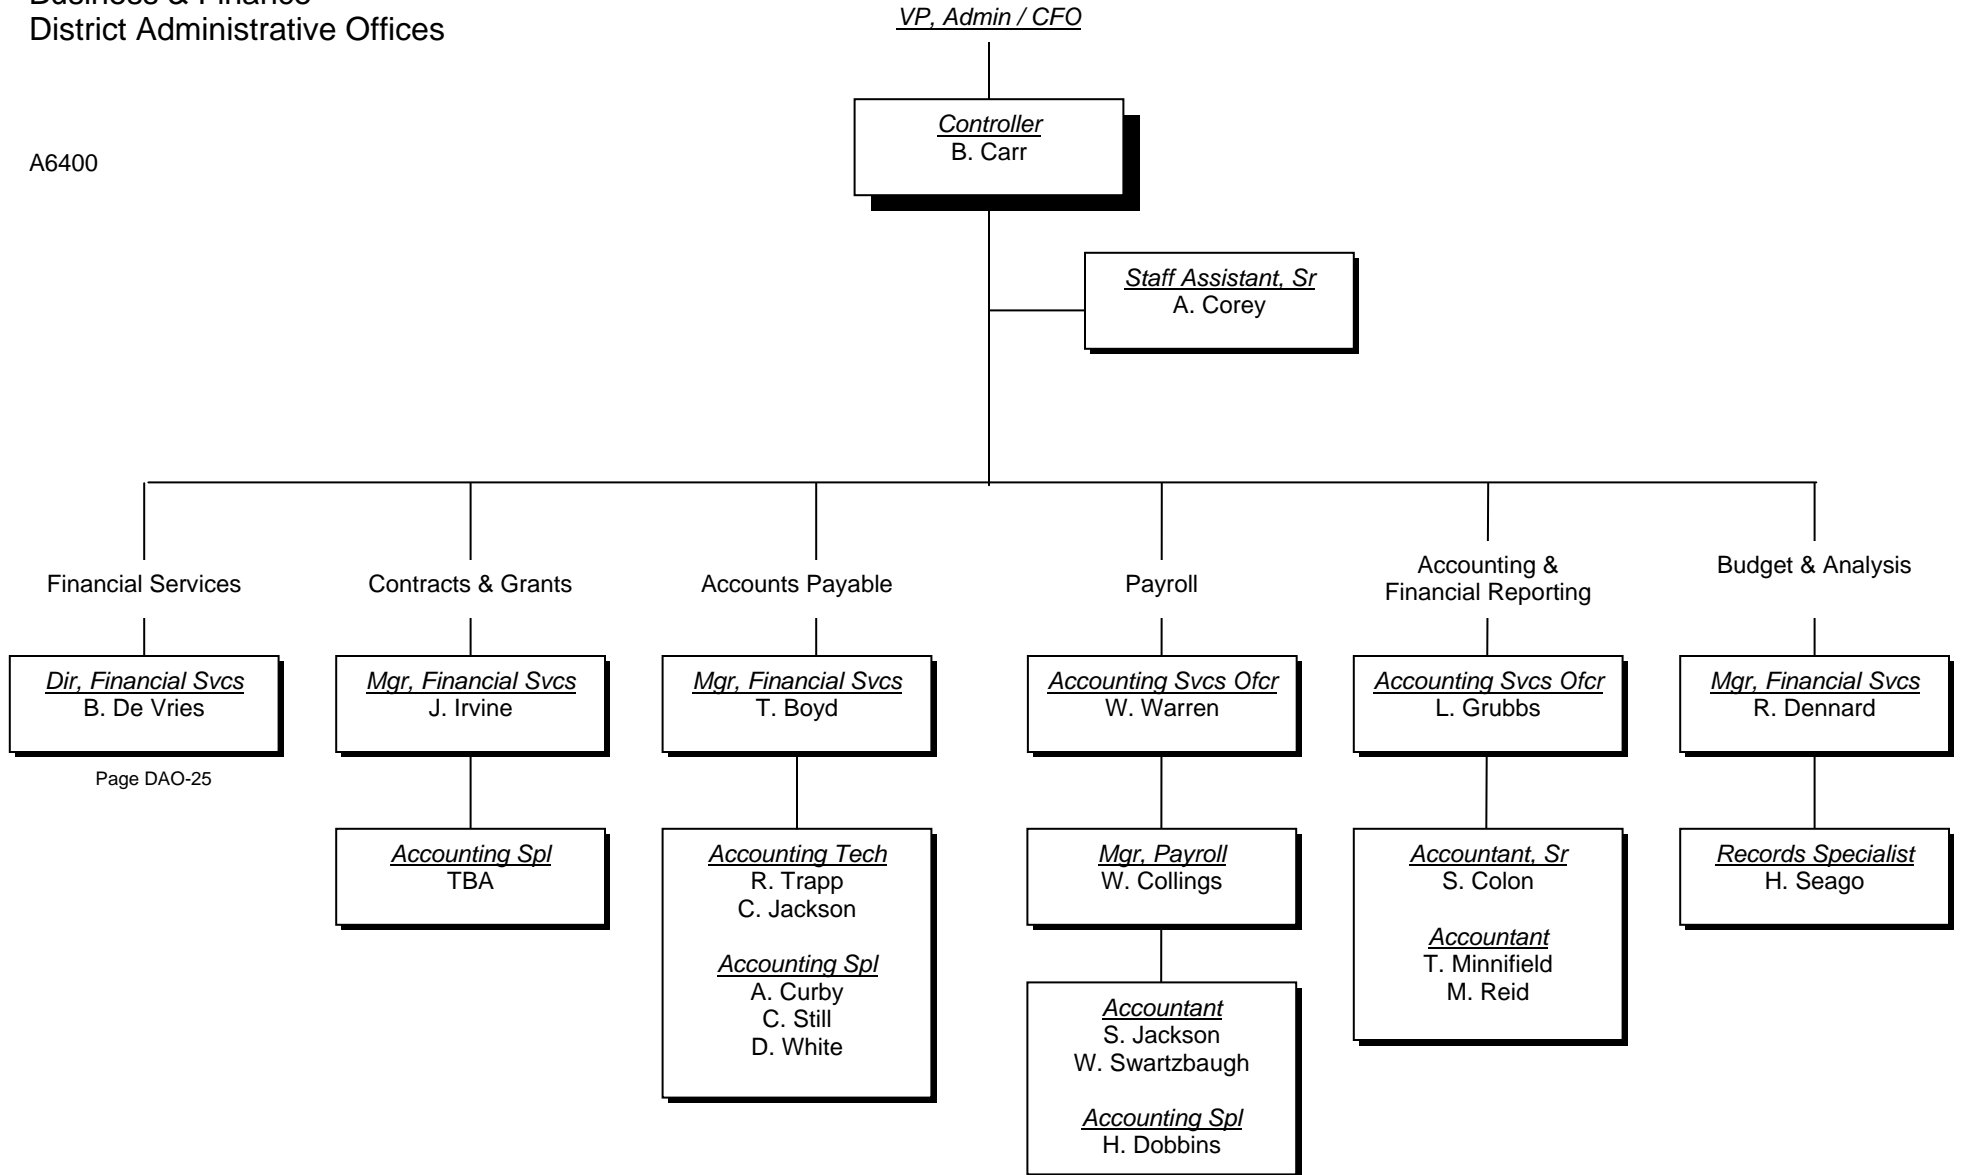 Business & Finance
District Administrative Offices
A6400
VP, Admin / CFO
Controller
B. Carr
Staff Assistant, Sr
A. Corey
Financial Services
Dir, Financial Svcs
B. De Vries
Page DAO-25
Contracts & Grants
Mgr, Financial Svcs
J. Irvine
Accounting Spl
TBA
Accounts Payable
Mgr, Financial Svcs
T. Boyd
Accounting Tech
R. Trapp
C. Jackson
Accounting Spl
A. Curby
C. Still
D. White
Payroll
Accounting Svcs Ofcr
W. Warren
Mgr, Payroll
W. Collings
Accountant
S. Jackson
W. Swartzbaugh
Accounting Spl
H. Dobbins
Accounting &
Financial Reporting
Accounting Svcs Ofcr
L. Grubbs
Accountant, Sr
S. Colon
Accountant
T. Minnifield
M. Reid
Budget & Analysis
Mgr, Financial Svcs
R. Dennard
Records Specialist
H. Seago